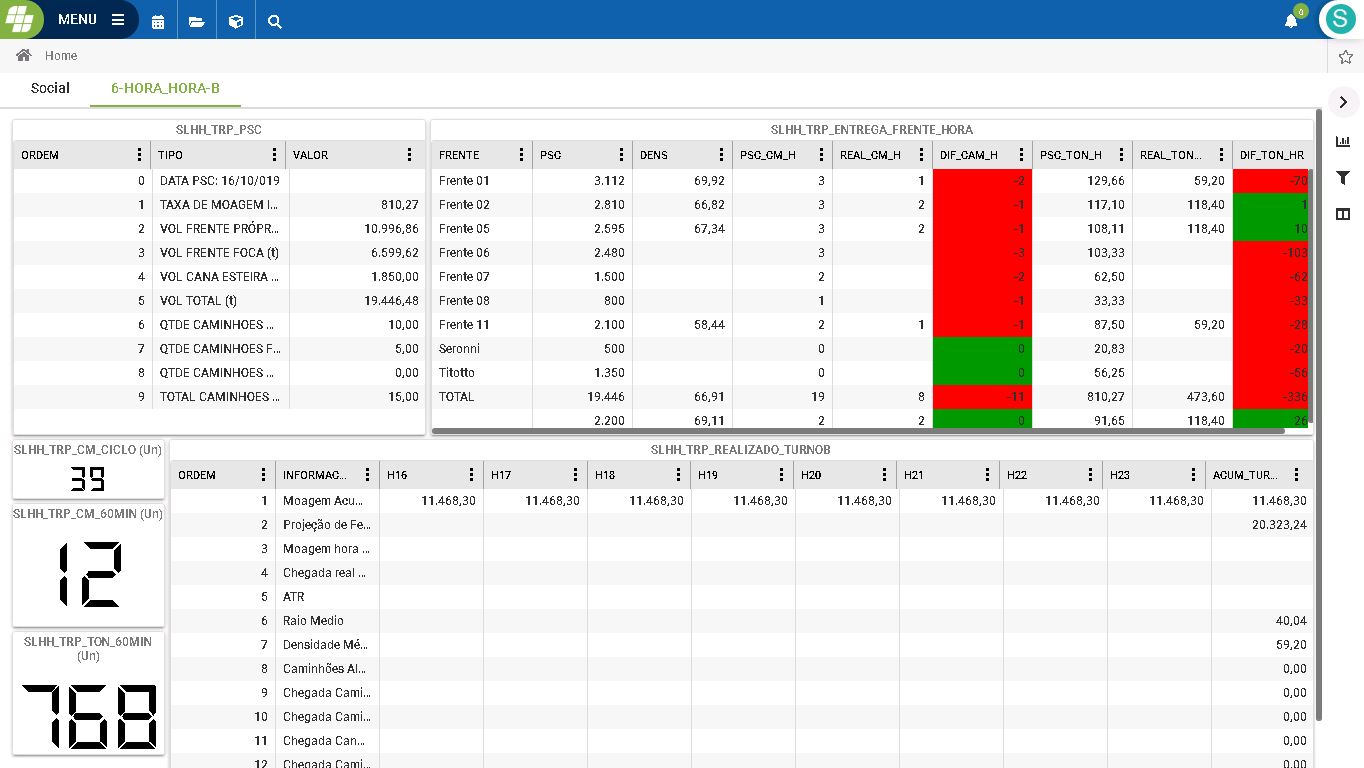 MENU
0
S
Home
Social 6-HORA_HORA-B
SLHH_TRP_PSC
ORDEM TIPO VALOR
0 DATA PSC: 16/10/019
1 TAXA DE MOAGEM I... 810,27
2 VOL FRENTE PRÓPR... 10.996,86
3 VOL FRENTE FOCA (t) 6.599,62
4 VOL CANA ESTEIRA ... 1.850,00
5 VOL TOTAL (t) 19.446,48
6 QTDE CAMINHOES ... 10,00
7 QTDE CAMINHOES F... 5,00
8 QTDE CAMINHOES ... 0,00
9 TOTAL CAMINHOES ... 15,00
SLHH_TRP_ENTREGA_FRENTE_HORA
FRENTE PSC DENS PSC_CM_H REAL_CM_H DIF_CAM_H PSC_TON_H REAL_TON... DIF_TON_HR
Frente 01 3.112 69,92 3 1 -2 129,66 59,20 -70
Frente 02 2.810 66,82 3 2 -1 117,10 118,40 1
Frente 05 2.595 67,34 3 2 -1 108,11 118,40 10
Frente 06 2.480 3 -3 103,33 -103
Frente 07 1.500 2 -2 62,50 -62
Frente 08 800 1 -1 33,33 -33
Frente 11 2.100 58,44 2 1 -1 87,50 59,20 -28
Seronni 500 0 0 20,83 -20
Titotto 1.350 0 0 56,25 -56
TOTAL 19.446 66,91 19 8 -11 810,27 473,60 -336
2.200 69,11 2 2 0 91,65 118,40 26
SLHH_TRP_CM_CICLO (Un)
39
SLHH_TRP_CM_60MIN (Un)
12
SLHH_TRP_TON_60MIN
(Un)
768
SLHH_TRP_REALIZADO_TURNOB
ORDEM INFORMAC... H16 H17 H18 H19 H20 H21 H22 H23 AGUM_TUR...
1 Moagem Acu... 11.468,30 11.468,30 11.468,30 11.468,30 11.468,30 11.468,30 11.468,30 11.468,30 11.468,30
2 Projeção de Fe... 20.323,24
3 Moagem hora ...
4 Chegada real ...
5 ATR
6 Raio Medio 40,04
7 Densidade Mé... 59,20
8 Caminhões Al... 0,00
9 Chegada Cami... 0,00
10 Chegada Cami... 0,00
11 Chegada Can... 0,00
12 Chegada Cami... 0,00